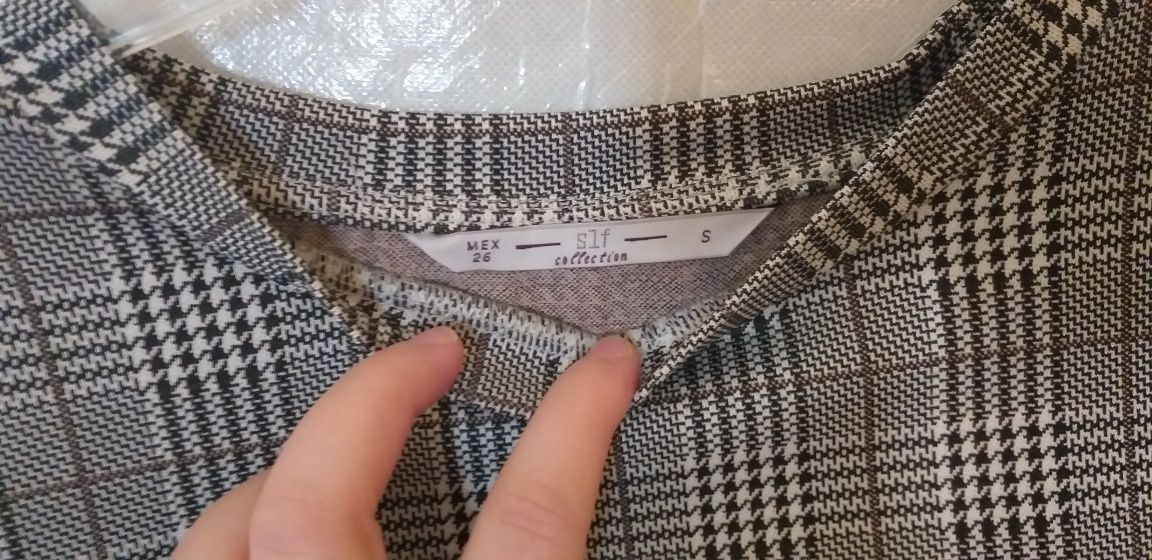 MEX — slf — S
26 collection